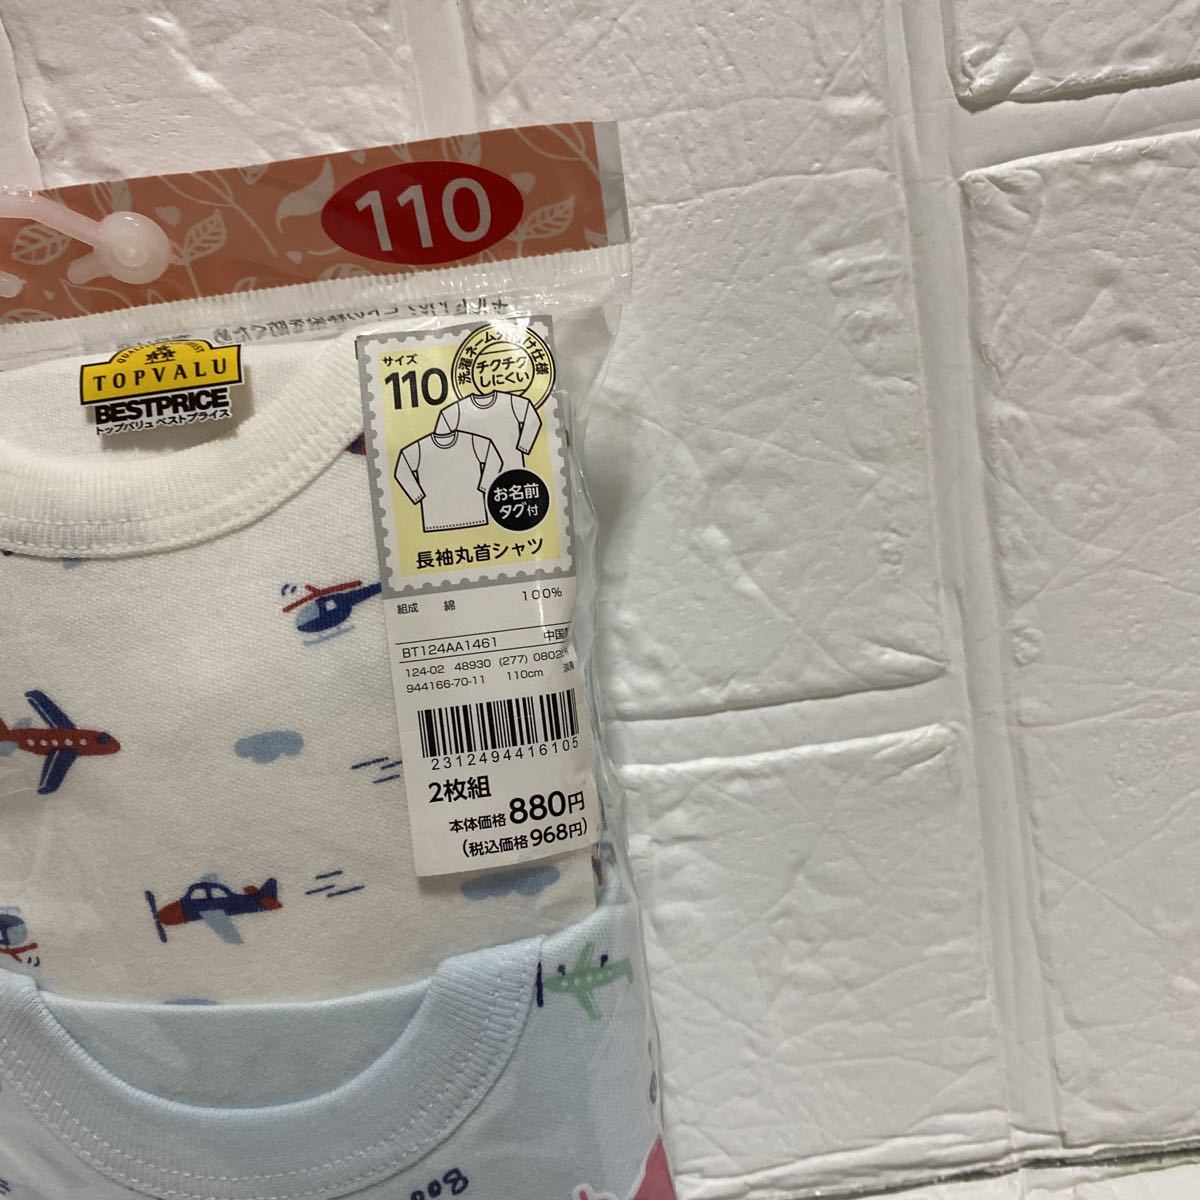 110
TOPVALU
BESTPRICE
トップバリュ ベストプライス
サイズ
110
チクチク
しにくい
お名前
タグ付
長袖丸首シャツ
組成 綿 100%
BT124AA1461 中国
124-02 48930 (277)
944166-70-11 110cm
2312494416105
2枚組
本体価格880円
(税込価格968円)
Boo